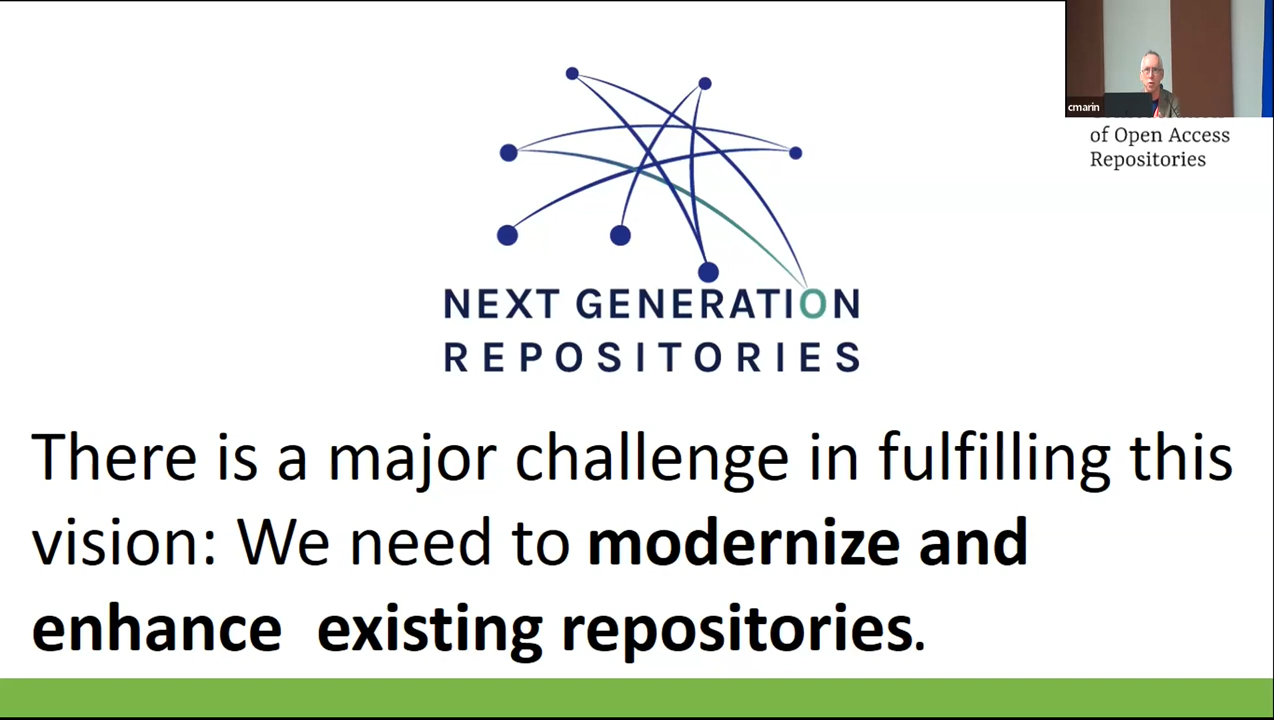 cmarin
of Open Access
Repositories
NEXT GENERATION
REPOSITORIES
There is a major challenge in fulfilling this
vision: We need to modernize and
enhance  existing repositories.